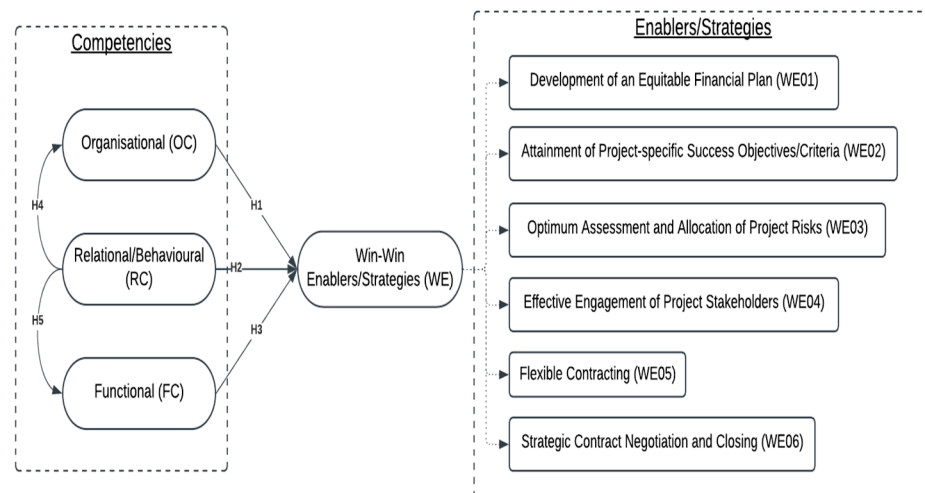 Competencies
Organisational (OC)
H4
Relational/Behavioural
(RC)
H5
Functional (FC)
H1
H2
H3
Win-Win
Enablers/Strategies (WE)
Enablers/Strategies
Development of an Equitable Financial Plan (WE01)
Attainment of Project-specific Success Objectives/Criteria (WE02)
Optimum Assessment and Allocation of Project Risks (WE03)
Effective Engagement of Project Stakeholders (WE04)
Flexible Contracting (WE05)
Strategic Contract Negotiation and Closing (WE06)